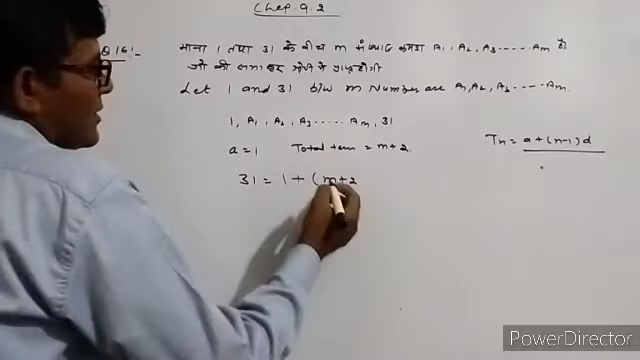 Chap. 9.2
Q 16:- माना 1 तथा 31 के बीच m संख्याएं क्रमशः A₁, A₂, A₃.....Am है
जो की समान्तर श्रेणी में
Let 1 and 31 b/w m Number are A₁, A₂, A₃.....Am.
1, A₁, A₂, A₃..... Am, 31
a = 1 Total term = m+2.
Tn = a+(n-1)d
31 = 1 + (m+2
PowerDirector